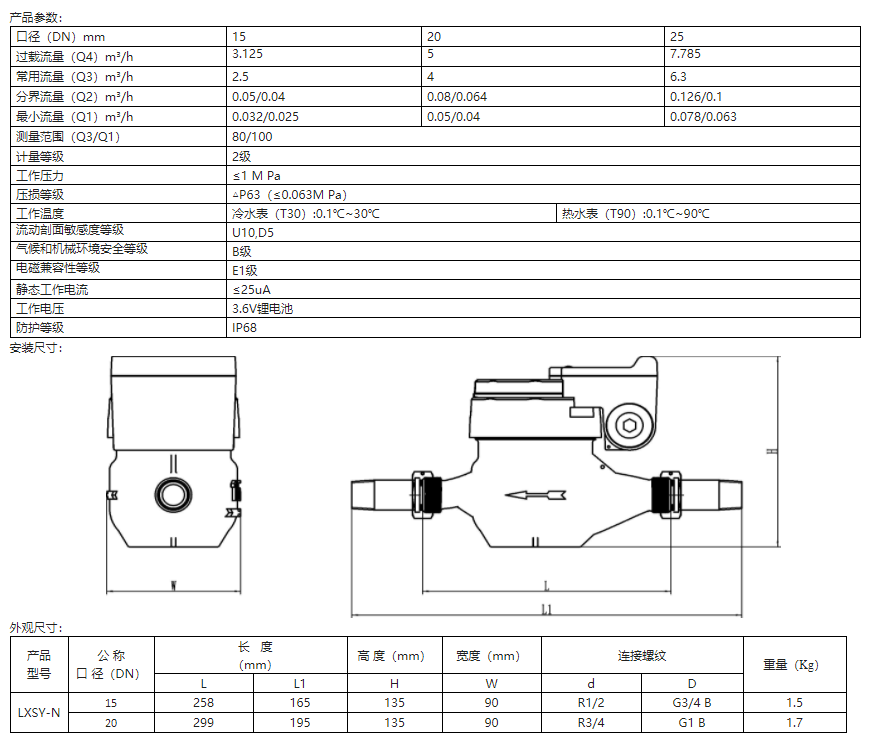 产品参数：
口径（DN）mm 15 20 25
过载流量（Q4）m³/h 3.125 5 7.785
常用流量（Q3）m³/h 2.5 4 6.3
分界流量（Q2）m³/h 0.05/0.04 0.08/0.064 0.126/0.1
最小流量（Q1）m³/h 0.032/0.025 0.05/0.04 0.078/0.063
测量范围（Q3/Q1） 80/100
计量等级 2级
工作压力 ≤1 M Pa
压损等级 △P63（≤0.063M Pa）
工作温度 冷水表（T30）:0.1℃~30℃ 热水表（T90）:0.1℃~90℃
流动剖面敏感度等级 U10,D5
气候和机械环境安全等级 B级
电磁兼容性等级 E1级
静态工作电流 ≤25uA
工作电压 3.6V锂电池
防护等级 IP68
安装尺寸：
H
W
L
L1
外观尺寸：
产品型号 公 称口 径（DN） 长 度（mm） 高 度（mm） 宽度（mm） 连接螺纹 重量（Kg）
L L1 H W d D
LXSY-N 15 258 165 135 90 R1/2 G3/4 B 1.5
20 299 195 135 90 R3/4 G1 B 1.7